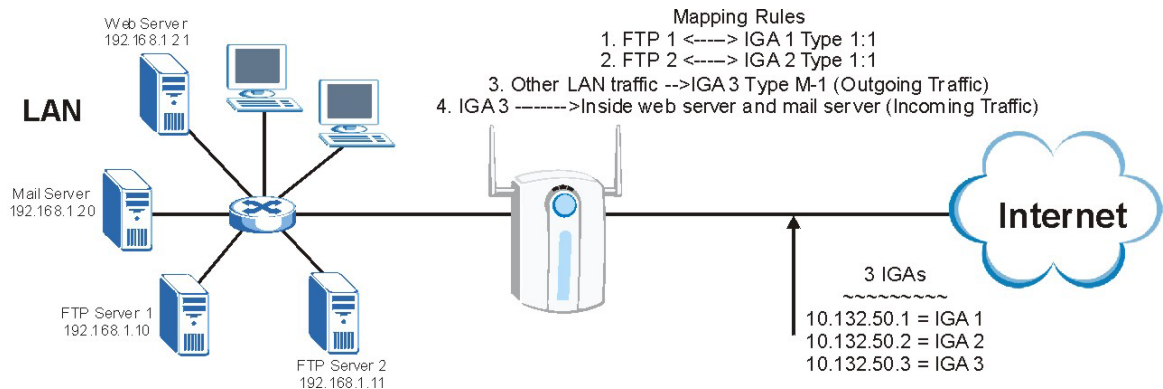 Web Server
192.168.1.21
Mapping Rules
1. FTP 1 <-----> IGA 1 Type 1:1
2. FTP 2 <-----> IGA 2 Type 1:1
3. Other LAN traffic -->IGA 3 Type M-1 (Outgoing Traffic)
4. IGA 3 -------->Inside web server and mail server (Incoming Traffic)
LAN
Mail Server
192.168.1.20
Internet
FTP Server 1
192.168.1.10
FTP Server 2
192.168.1.11
3 IGAs
~~~~~~~~~
10.132.50.1 = IGA 1
10.132.50.2 = IGA 2
10.132.50.3 = IGA 3